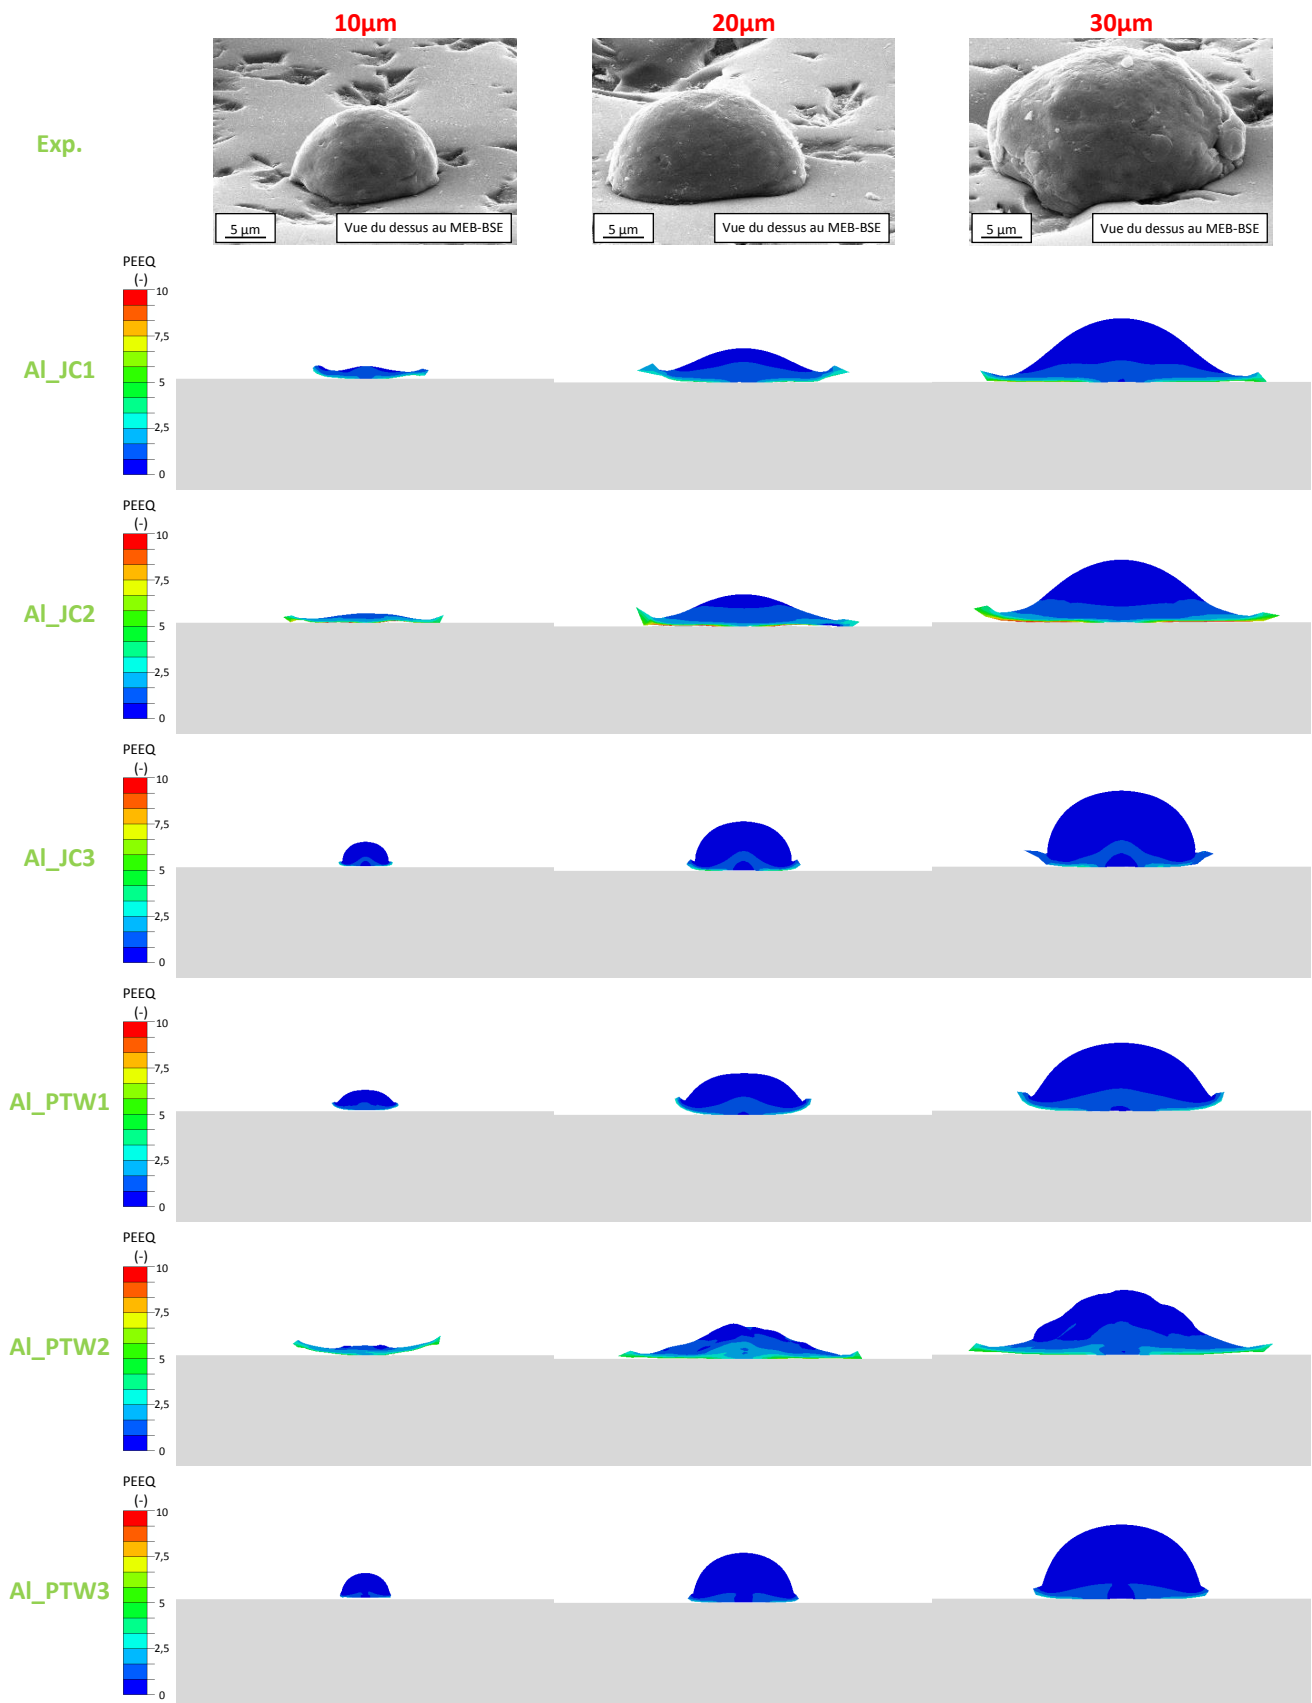 10µm 20µm 30µm
Exp.
5 µm Vue du dessus au MEB-BSE 5 µm Vue du dessus au MEB-BSE 5 µm Vue du dessus au MEB-BSE
PEEQ
(-)
10
7,5
Al_JC1
5
2,5
0
PEEQ
(-)
10
7,5
Al_JC2
5
2,5
0
PEEQ
(-)
10
7,5
Al_JC3
5
2,5
0
PEEQ
(-)
10
7,5
Al_PTW1
5
2,5
0
PEEQ
(-)
10
7,5
Al_PTW2
5
2,5
0
PEEQ
(-)
10
7,5
Al_PTW3
5
2,5
0